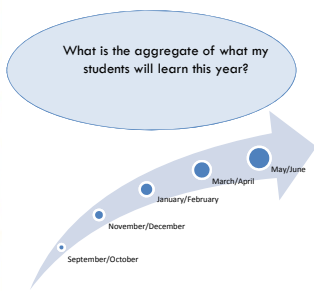 What is the aggregate of what my
students will learn this year?
May/June
March/April
January/February
November/December
September/October